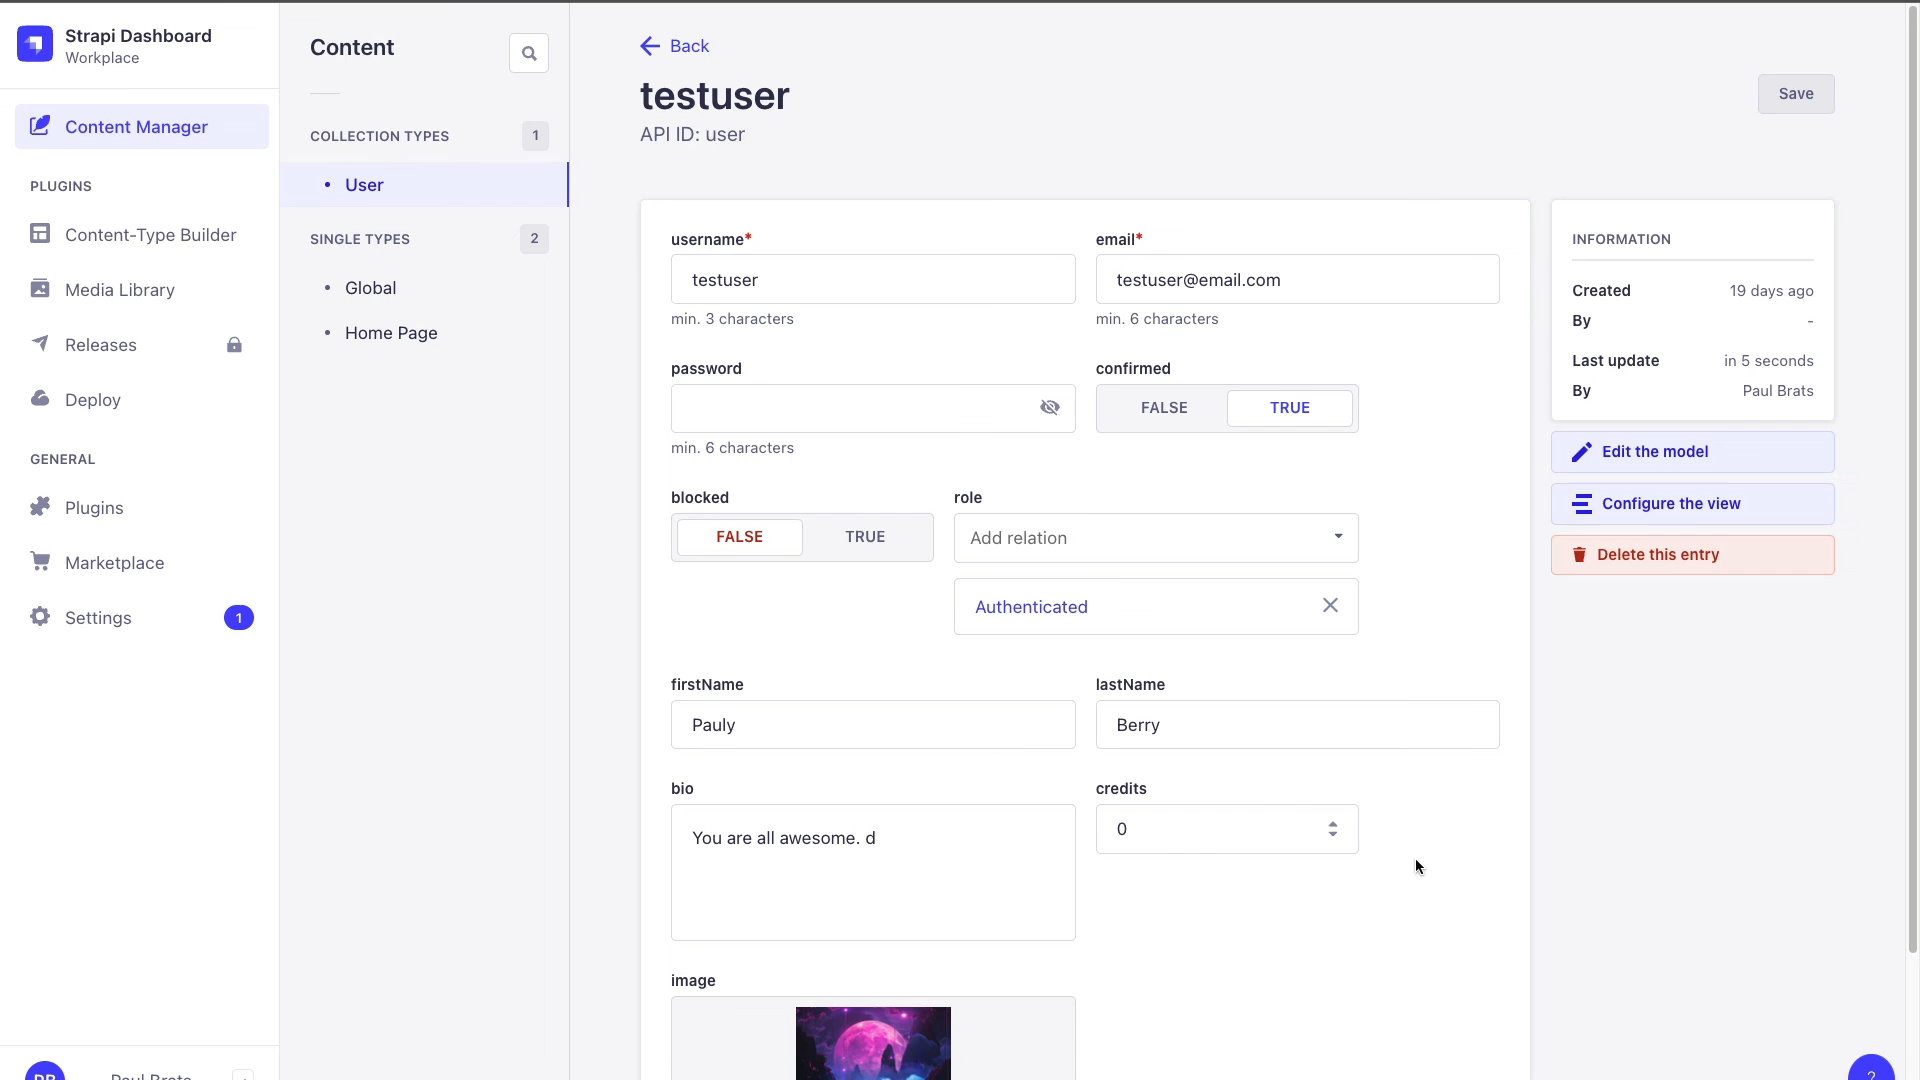 Strapi Dashboard
Workplace
Content Manager
PLUGINS
Content-Type Builder
Media Library
Releases
Deploy
GENERAL
Plugins
Marketplace
Settings 1
Paul Brats
Content
COLLECTION TYPES 1
User
SINGLE TYPES 2
Global
Home Page
Back
testuser
API ID: user
Save
username* email*
testuser testuser@email.com
min. 3 characters min. 6 characters
password confirmed
FALSE TRUE
min. 6 characters
blocked role
FALSE TRUE Add relation
Authenticated
firstName lastName
Pauly Berry
bio credits
You are all awesome. d 0
image
INFORMATION
Created 19 days ago
By -
Last update in 5 seconds
By Paul Brats
Edit the model
Configure the view
Delete this entry
?